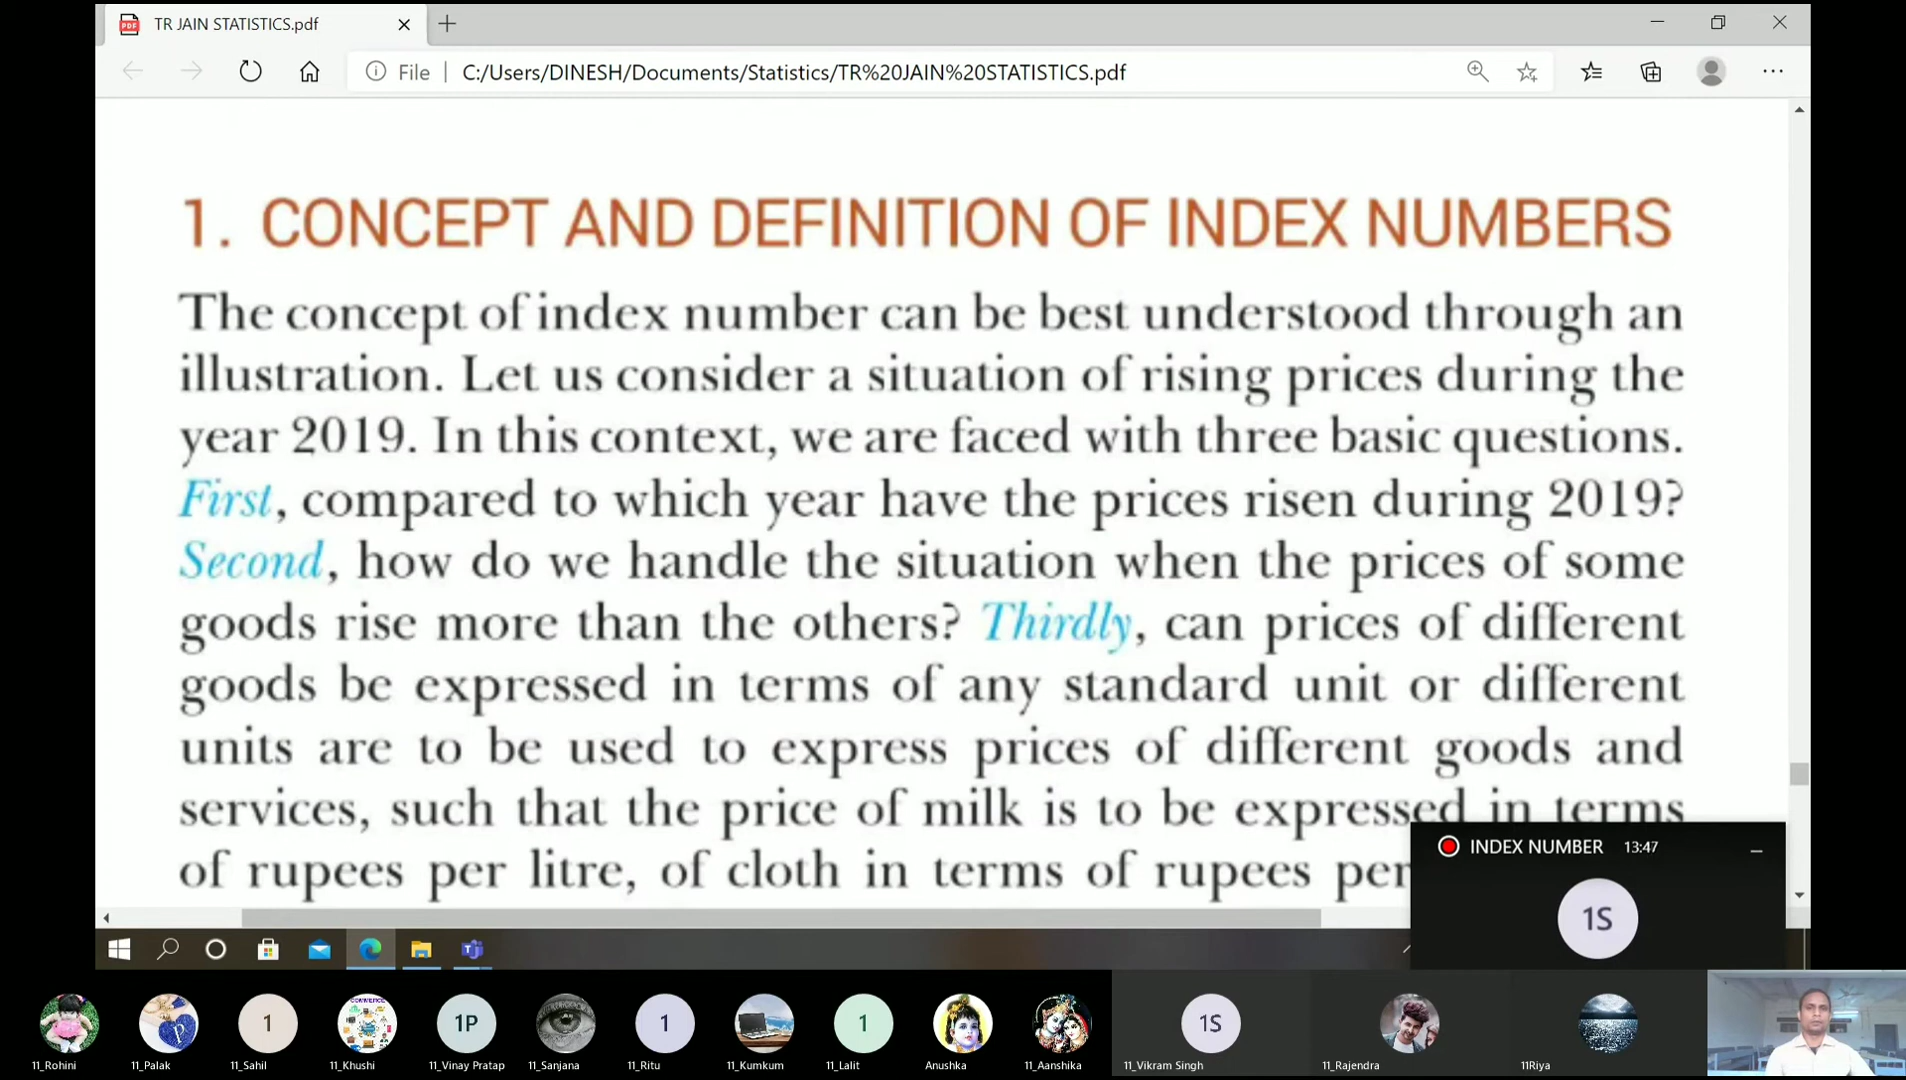 TR JAIN STATISTICS.pdf
File
C:/Users/DINESH/Documents/Statistics/TR%20JAIN%20STATISTICS.pdf
1. CONCEPT AND DEFINITION OF INDEX NUMBERS
The concept of index number can be best understood through an
illustration. Let us consider a situation of rising prices during the
year 2019. In this context, we are faced with three basic questions.
First, compared to which year have the prices risen during 2019?
Second, how do we handle the situation when the prices of some
goods rise more than the others? Thirdly, can prices of different
goods be expressed in terms of any standard unit or different
units are to be used to express prices of different goods and
services, such that the price of milk is to be expressed in terms
of rupees per litre, of cloth in terms of rupees per
INDEX NUMBER 13:47
1S
1 1P 1 1 1S
11_Rohini 11_Palak 11_Sahil 11_Khushi 11_Vinay Pratap 11_Sanjana 11_Ritu 11_Kumkum 11_Lalit Anushka 11_Aanshika 11_Vikram Singh 11_Rajendra 11Riya